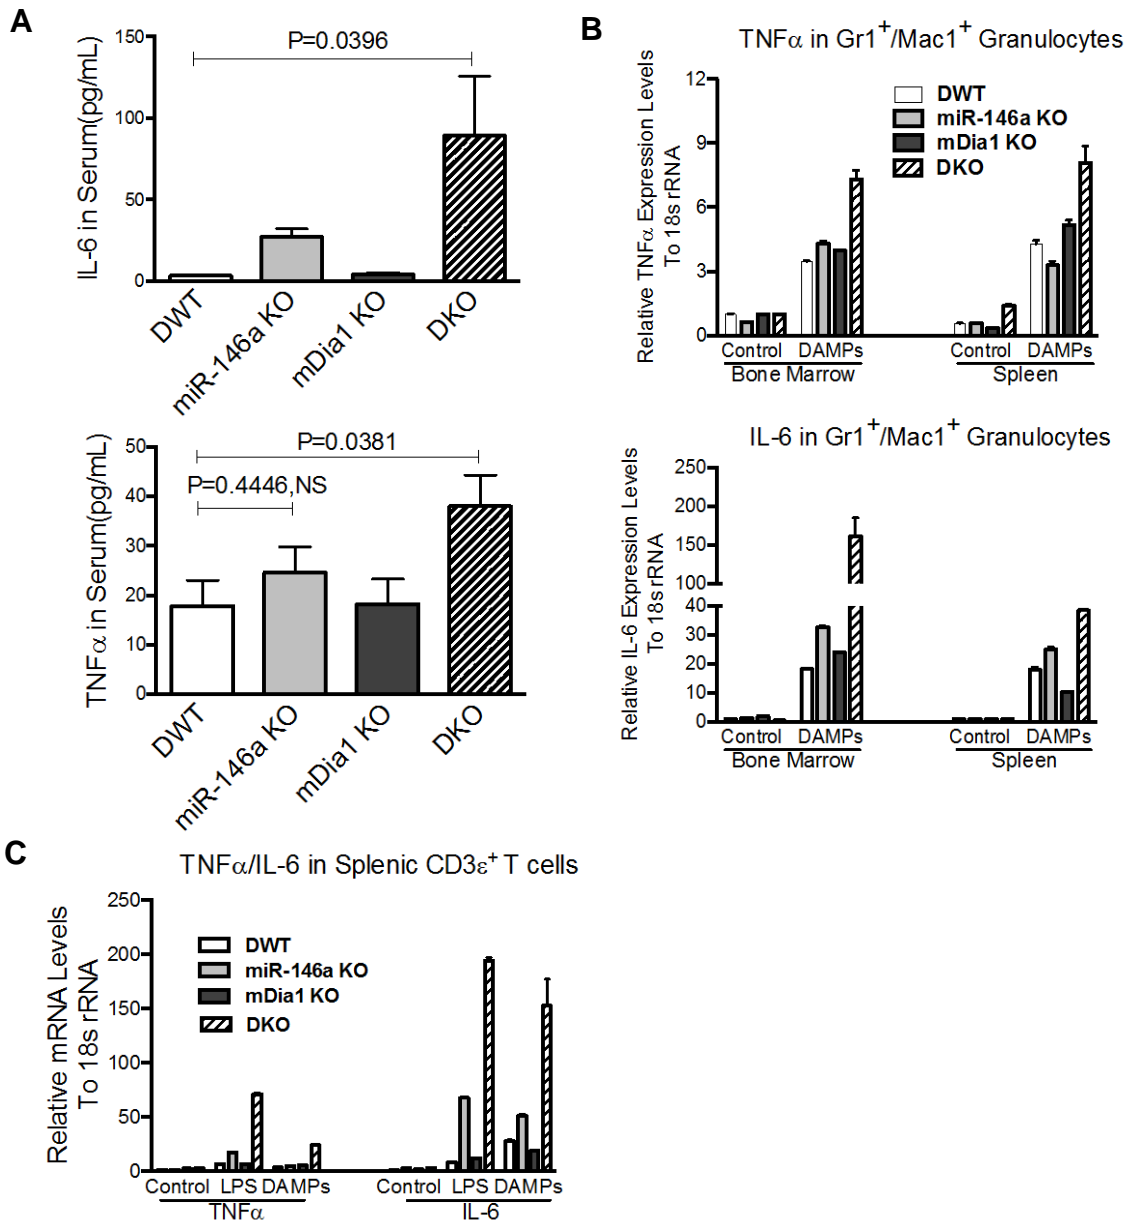 A
IL-6 in Serum(pg/mL)
150
100
50
0
P=0.0396
DWT
miR-146a KO
mDia1 KO
DKO
TNFα in Serum(pg/mL)
50
40
30
20
10
0
P=0.0381
P=0.4446,NS
DWT
miR-146a KO
mDia1 KO
DKO
B
TNFα in Gr1+/Mac1+ Granulocytes
Relative TNFα Expression Levels
To 18s rRNA
12
9
6
3
0
DWT
miR-146a KO
mDia1 KO
DKO
Control DAMPs Control DAMPs
Bone Marrow Spleen
IL-6 in Gr1+/Mac1+ Granulocytes
Relative IL-6 Expression Levels
To 18s rRNA
250
200
150
100
40
30
20
10
0
Control DAMPs Control DAMPs
Bone Marrow Spleen
C
TNFα/IL-6 in Splenic CD3ε+ T cells
Relative mRNA Levels
To 18s rRNA
250
200
150
100
50
0
DWT
miR-146a KO
mDia1 KO
DKO
Control LPS DAMPs Control LPS DAMPs
TNFα IL-6